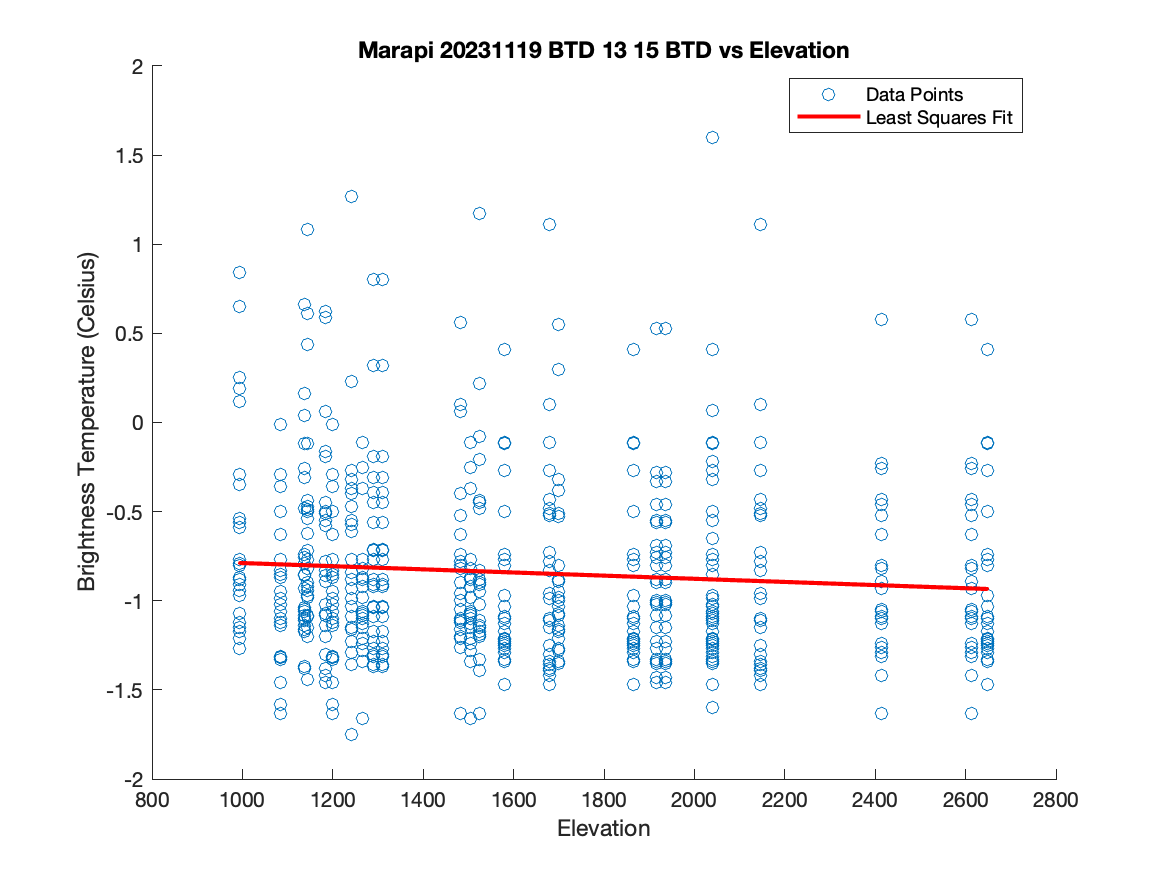 Marapi 20231119 BTD 13 15 BTD vs Elevation
Data Points
Least Squares Fit
2
1.5
1
0.5
0
-0.5
-1
-1.5
-2
Brightness Temperature (Celsius)
800 1000 1200 1400 1600 1800 2000 2200 2400 2600 2800
Elevation